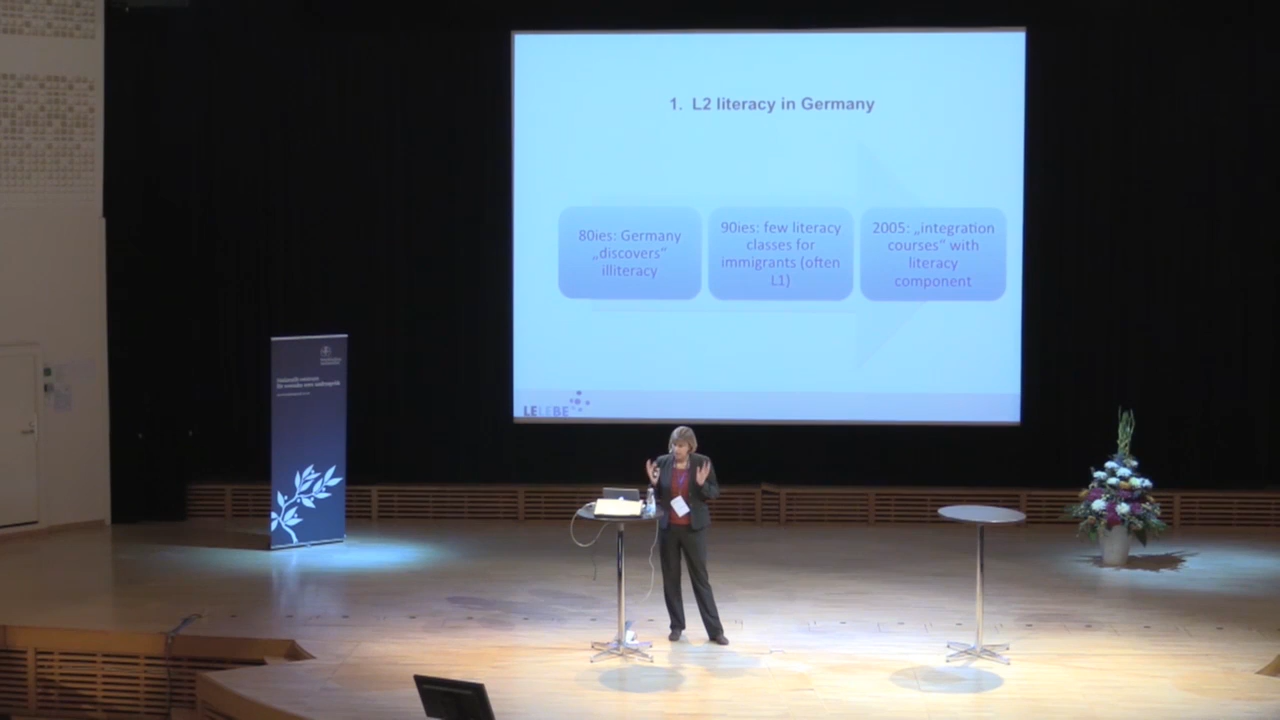 1. L2 literacy in Germany
80ies: Germany
„discovers“
illiteracy
90ies: few literacy
classes for
immigrants (often
L1)
2005: „integration
courses“ with
literacy
component
LELEBE